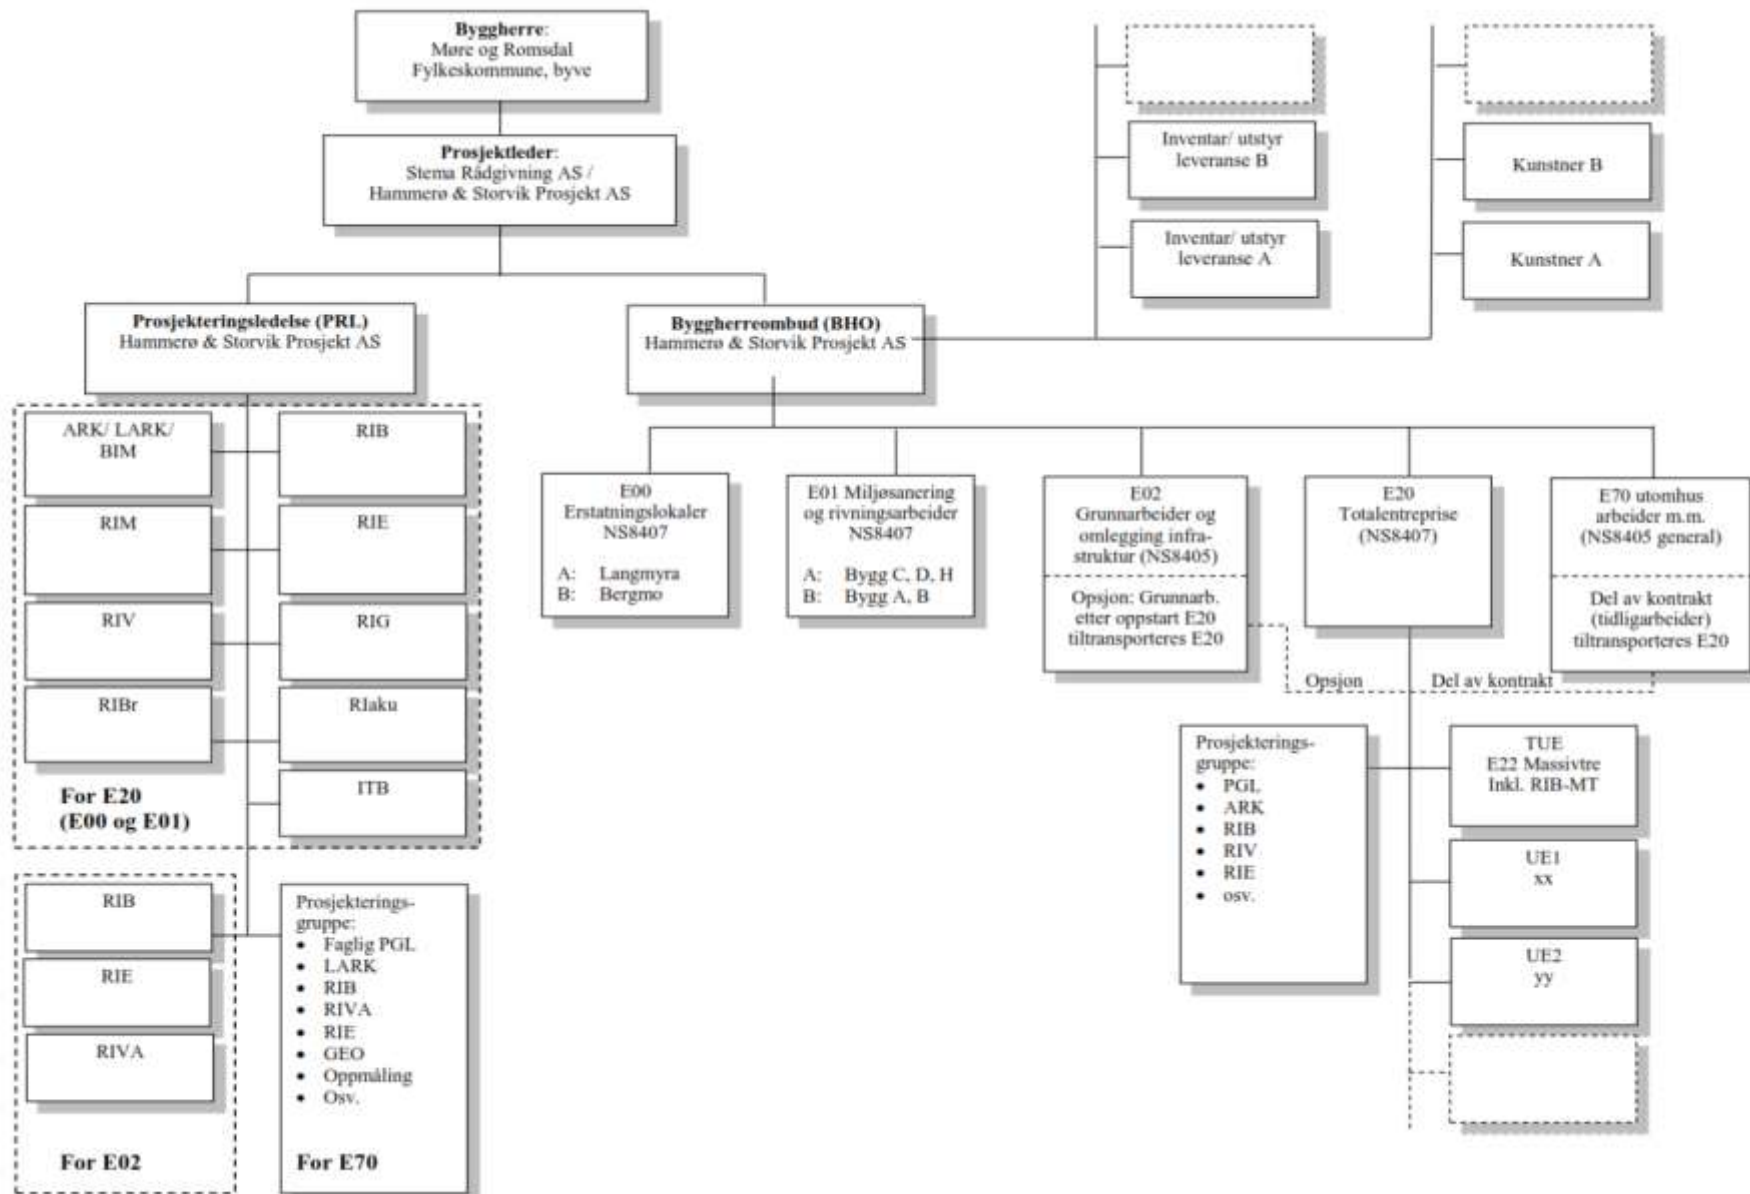 Byggherre:
Møre og Romsdal
Fylkeskommune, byve
Prosjektleder:
Stema Rådgivning AS /
Hammerø & Storvik Prosjekt AS
Inventar/ utstyr
leveranse B
Kunstner B
Inventar/ utstyr
leveranse A
Kunstner A
Prosjekteringsledelse (PRL)
Hammerø & Storvik Prosjekt AS
Byggherreombud (BHO)
Hammerø & Storvik Prosjekt AS
ARK/ LARK/
BIM
RIB
RIM
RIE
RIV
RIG
RIBr
RIaku
ITB
For E20
(E00 og E01)
RIB
RIE
RIVA
For E02
Prosjekterings-
gruppe:
• Faglig PGL
• LARK
• RIB
• RIVA
• RIE
• GEO
• Oppmåling
• Osv.
For E70
E00
Erstatningslokaler
NS8407
A: Langmyra
B: Bergmo
E01 Miljøsanering
og rivningsarbeider
NS8407
A: Bygg C, D, H
B: Bygg A, B
E02
Grunnarbeider og
omlegging infra-
struktur (NS8405)
Opsjon: Grunnarb.
etter oppstart E20
tiltransporteres E20
E20
Totalentreprise
(NS8407)
E70 utomhus
arbeider m.m.
(NS8405 general)
Del av kontrakt
(tidligarbeider)
tiltransporteres E20
Opsjon
Del av kontrakt
Prosjekterings-
gruppe:
• PGL
• ARK
• RIB
• RIV
• RIE
• osv.
TUE
E22 Massivtre
Inkl. RIB-MT
UE1
xx
UE2
yy